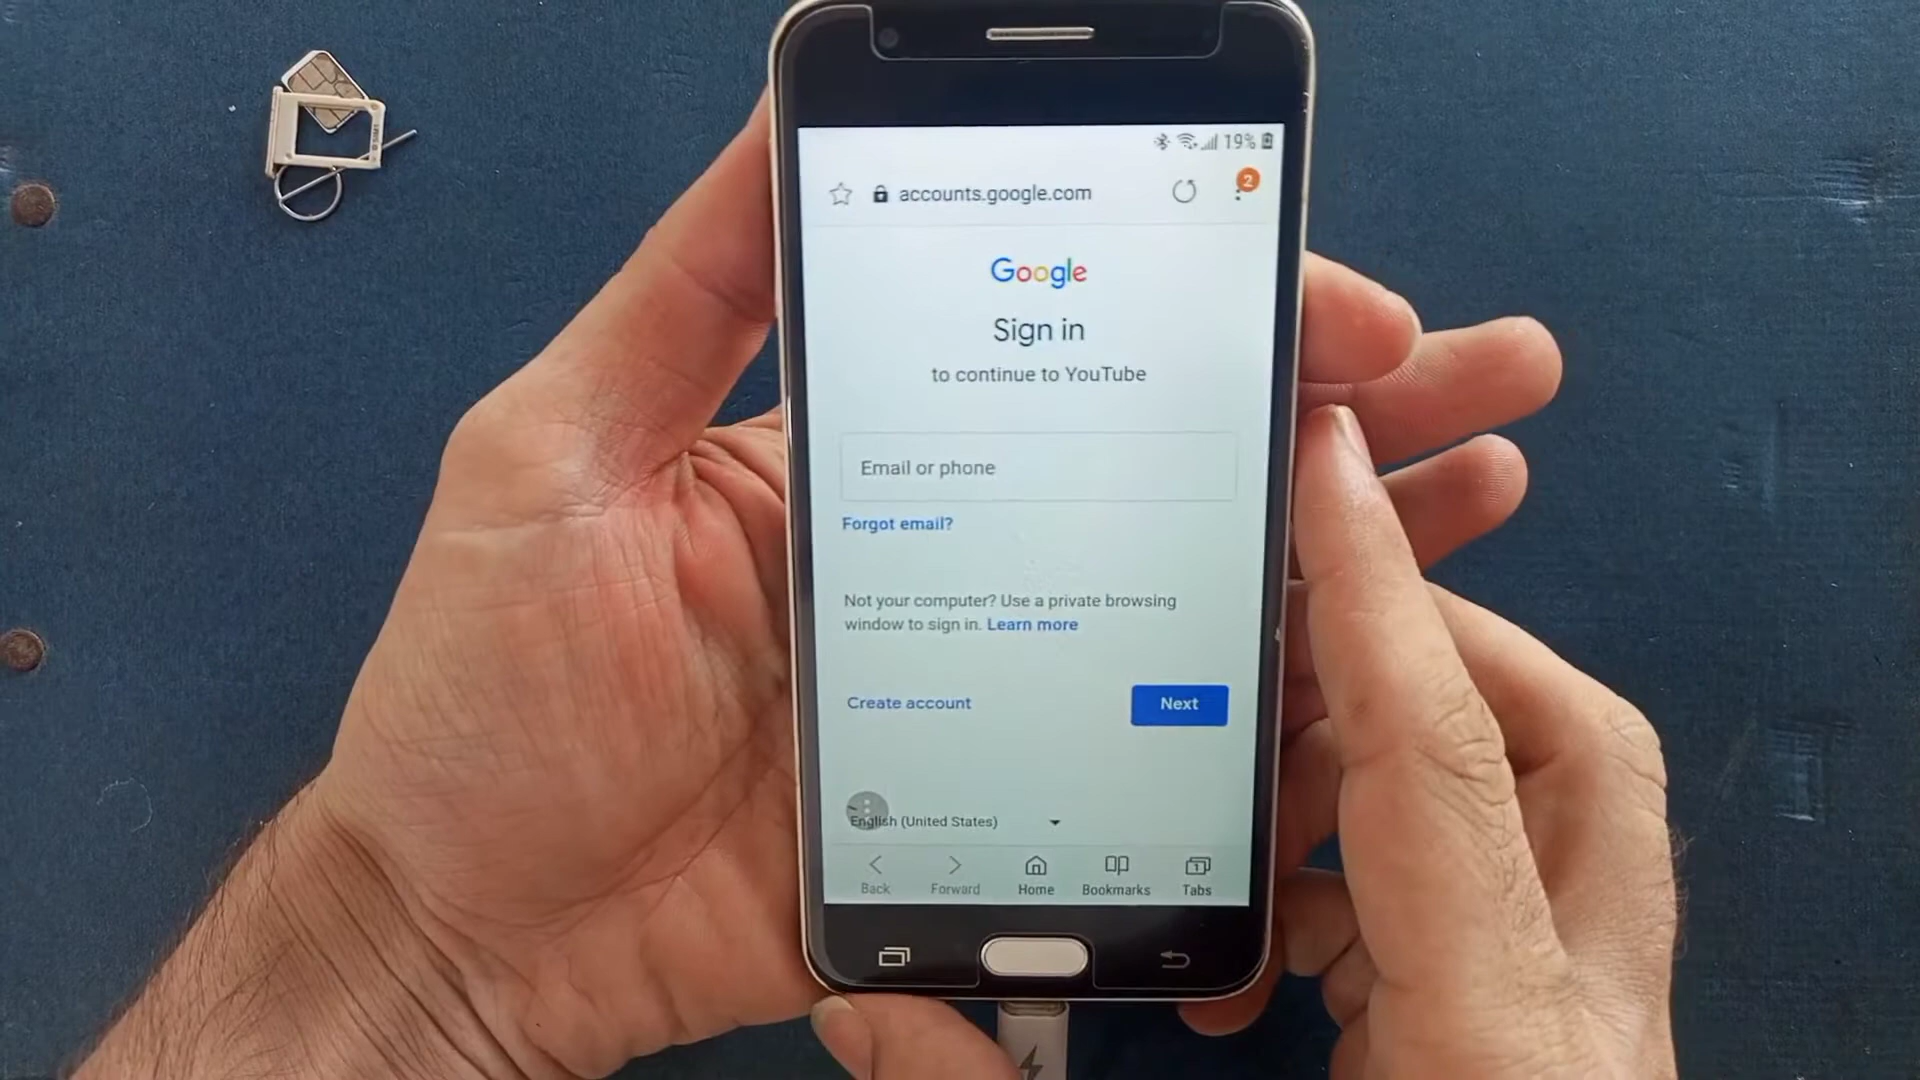 19%
accounts.google.com
2
Google
Sign in
to continue to YouTube
Email or phone
Forgot email?
Not your computer? Use a private browsing
window to sign in. Learn more
Create account
Next
English (United States)
1
Back Forward Home Bookmarks Tabs